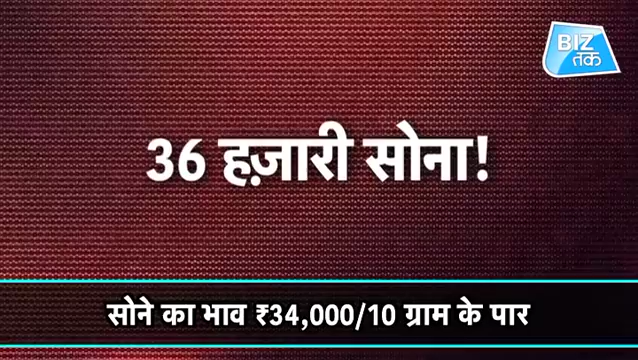 BIZ
तक
36 हज़ारी सोना!
सोने का भाव ₹34,000/10 ग्राम के पार